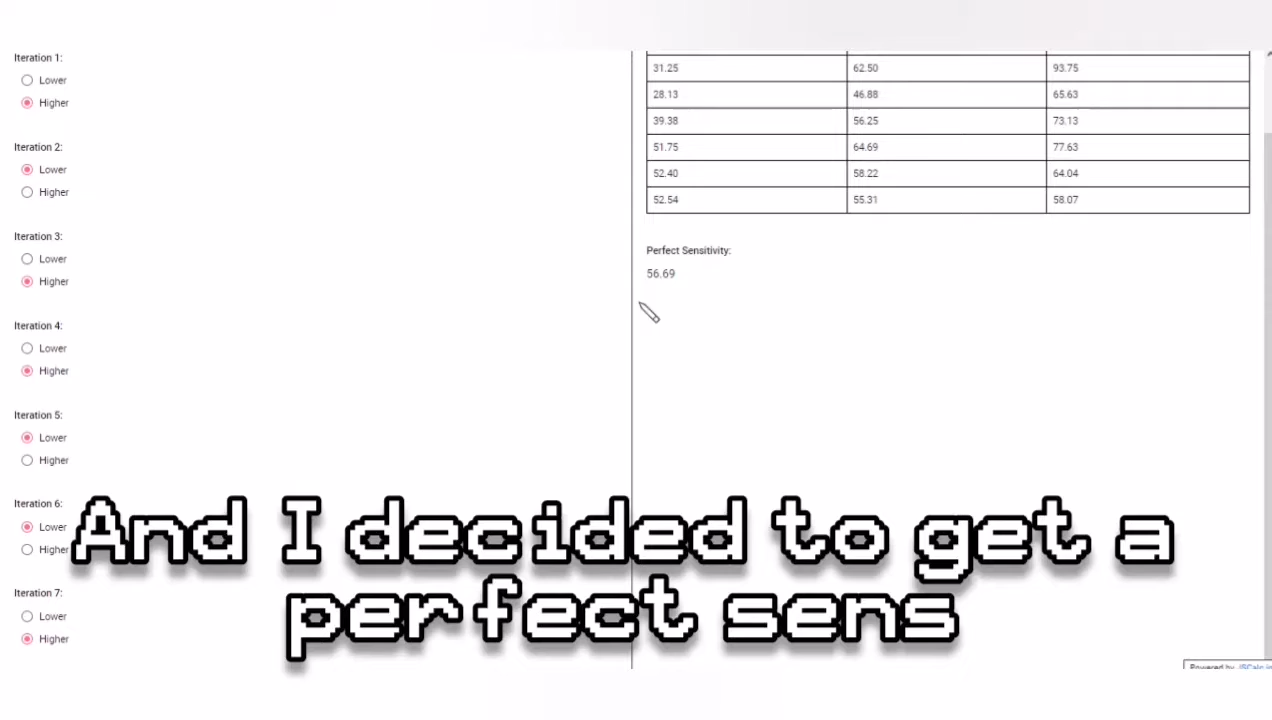 Iteration 1:
Lower
Higher
Iteration 2:
Lower
Higher
Iteration 3:
Lower
Higher
Iteration 4:
Lower
Higher
Iteration 5:
Lower
Higher
Iteration 6:
Lower
Higher
Iteration 7:
Lower
Higher
31.25 62.50 93.75
28.13 46.88 65.63
39.38 56.25 73.13
51.75 64.69 77.63
52.40 58.22 64.04
52.54 55.31 58.07
Perfect Sensitivity:
56.69
And I decided to get a
perfect sens
Powered by